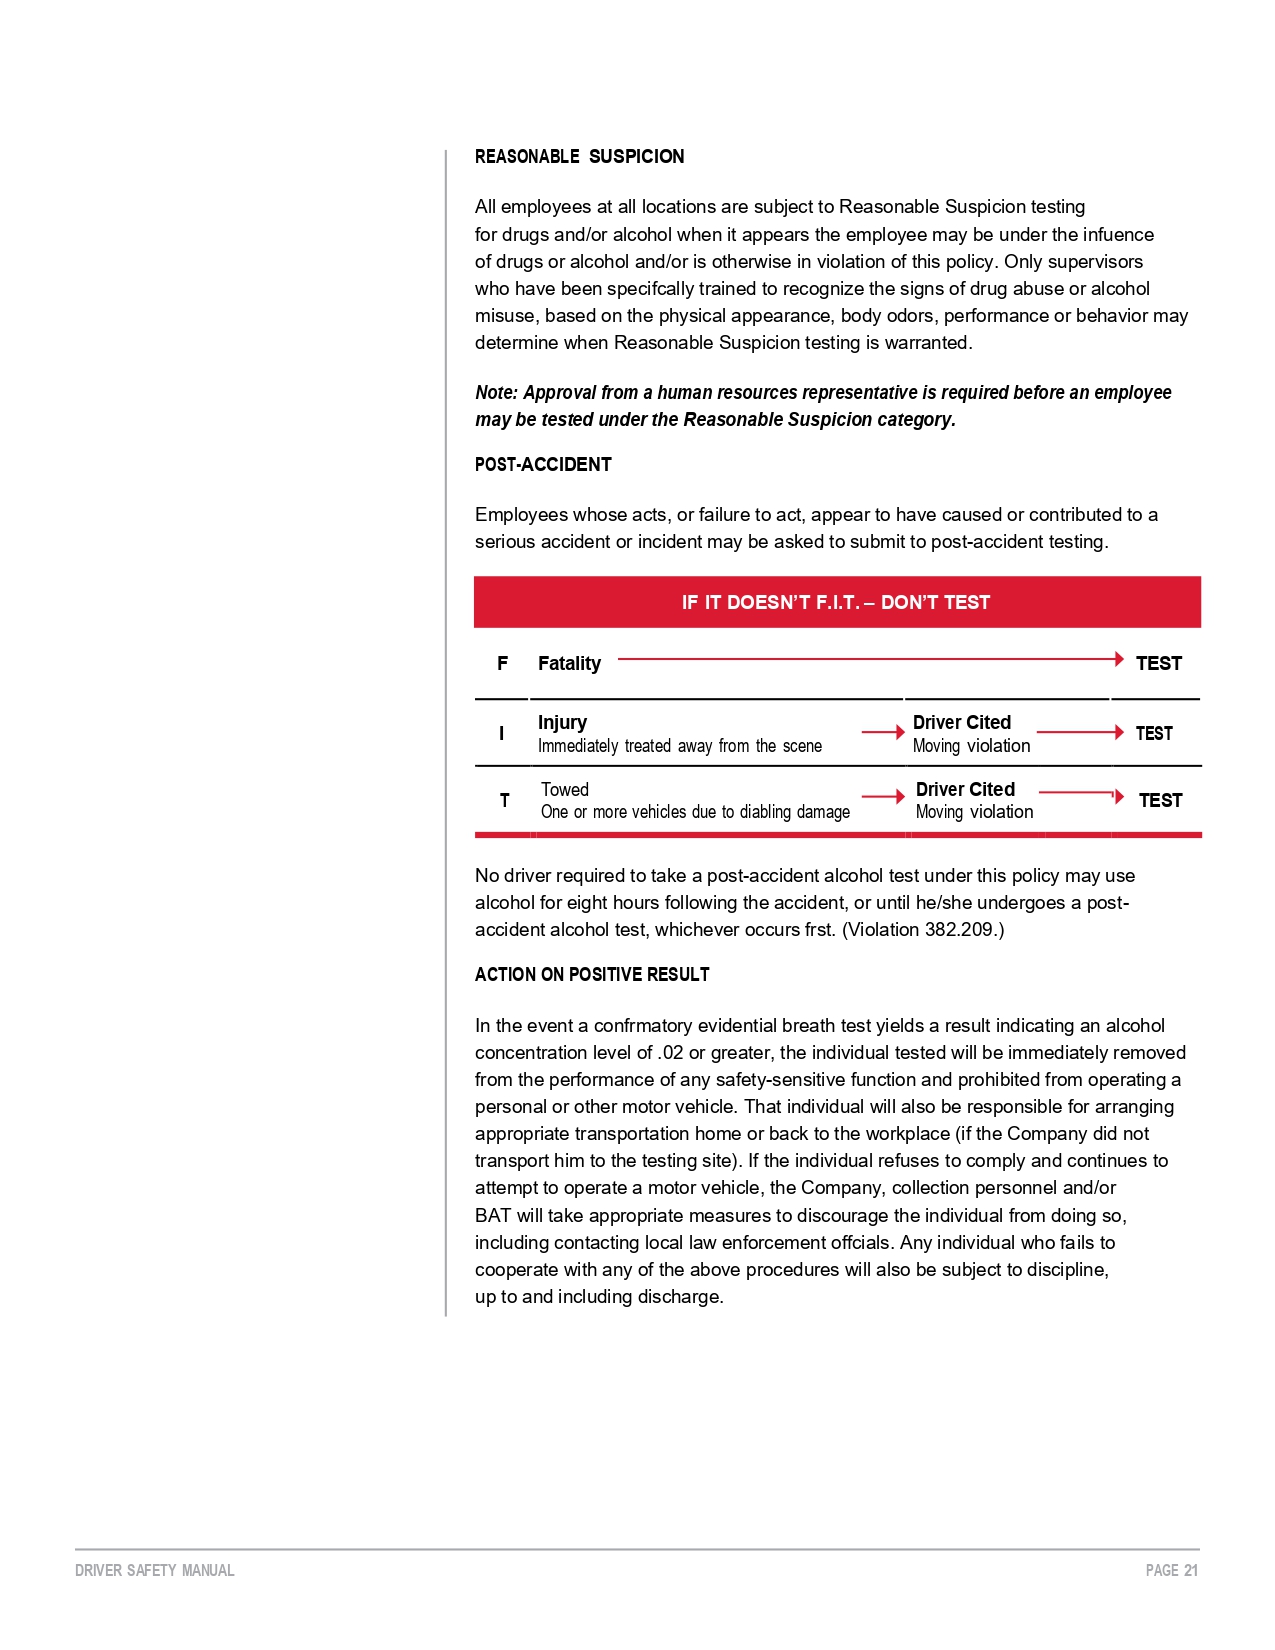 REASONABLE SUSPICION
All employees at all locations are subject to Reasonable Suspicion testing
for drugs and/or alcohol when it appears the employee may be under the infuence
of drugs or alcohol and/or is otherwise in violation of this policy. Only supervisors
who have been specifcally trained to recognize the signs of drug abuse or alcohol
misuse, based on the physical appearance, body odors, performance or behavior may
determine when Reasonable Suspicion testing is warranted.
Note: Approval from a human resources representative is required before an employee
may be tested under the Reasonable Suspicion category.
POST-ACCIDENT
Employees whose acts, or failure to act, appear to have caused or contributed to a
serious accident or incident may be asked to submit to post-accident testing.
IF IT DOESN'T F.I.T. – DON'T TEST
F Fatality TEST
I Injury Driver Cited TEST
Immediately treated away from the scene Moving violation
T Towed Driver Cited TEST
One or more vehicles due to diabling damage Moving violation
No driver required to take a post-accident alcohol test under this policy may use
alcohol for eight hours following the accident, or until he/she undergoes a post-
accident alcohol test, whichever occurs frst. (Violation 382.209.)
ACTION ON POSITIVE RESULT
In the event a confrmatory evidential breath test yields a result indicating an alcohol
concentration level of .02 or greater, the individual tested will be immediately removed
from the performance of any safety-sensitive function and prohibited from operating a
personal or other motor vehicle. That individual will also be responsible for arranging
appropriate transportation home or back to the workplace (if the Company did not
transport him to the testing site). If the individual refuses to comply and continues to
attempt to operate a motor vehicle, the Company, collection personnel and/or
BAT will take appropriate measures to discourage the individual from doing so,
including contacting local law enforcement offcials. Any individual who fails to
cooperate with any of the above procedures will also be subject to discipline,
up to and including discharge.
DRIVER SAFETY MANUAL PAGE 21